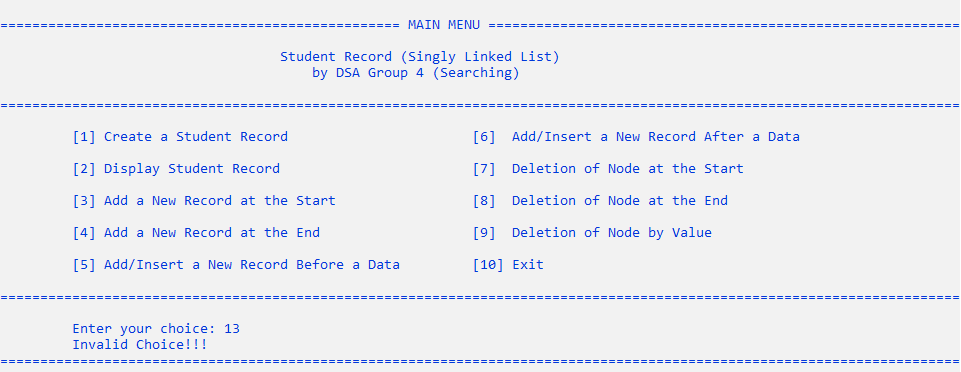 ================================================== MAIN MENU ===========================================================
Student Record (Singly Linked List)
by DSA Group 4 (Searching)
========================================================================================================================
[1] Create a Student Record
[2] Display Student Record
[3] Add a New Record at the Start
[4] Add a New Record at the End
[5] Add/Insert a New Record Before a Data
[6] Add/Insert a New Record After a Data
[7] Deletion of Node at the Start
[8] Deletion of Node at the End
[9] Deletion of Node by Value
[10] Exit
========================================================================================================================
Enter your choice: 13
Invalid Choice!!!
========================================================================================================================